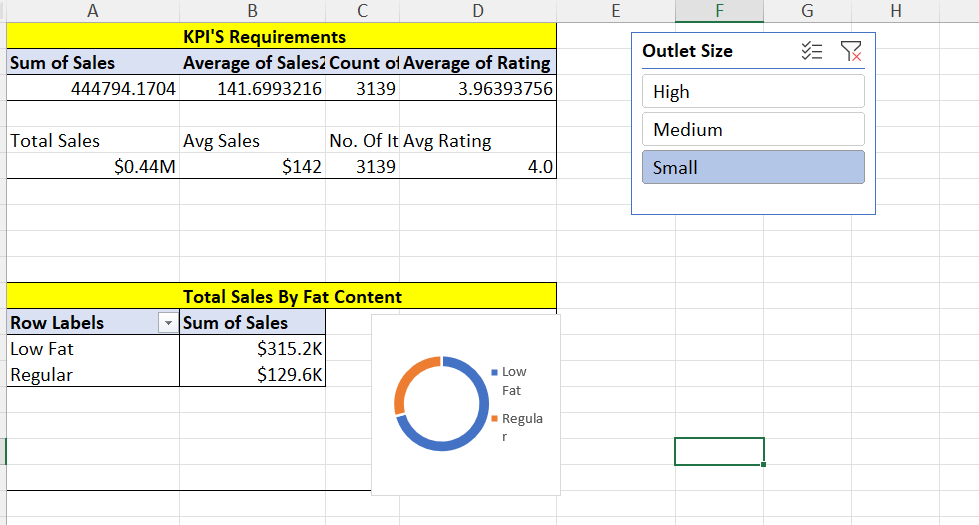 A B C D E F G H
KPI'S Requirements
Sum of Sales Average of Sales2 Count of Average of Rating
444794.1704 141.6993216 3139 3.96393756
Total Sales Avg Sales No. Of It Avg Rating
$0.44M $142 3139 4.0
Outlet Size
High
Medium
Small
Total Sales By Fat Content
Row Labels Sum of Sales
Low Fat $315.2K
Regular $129.6K
Low
Fat
Regula
r